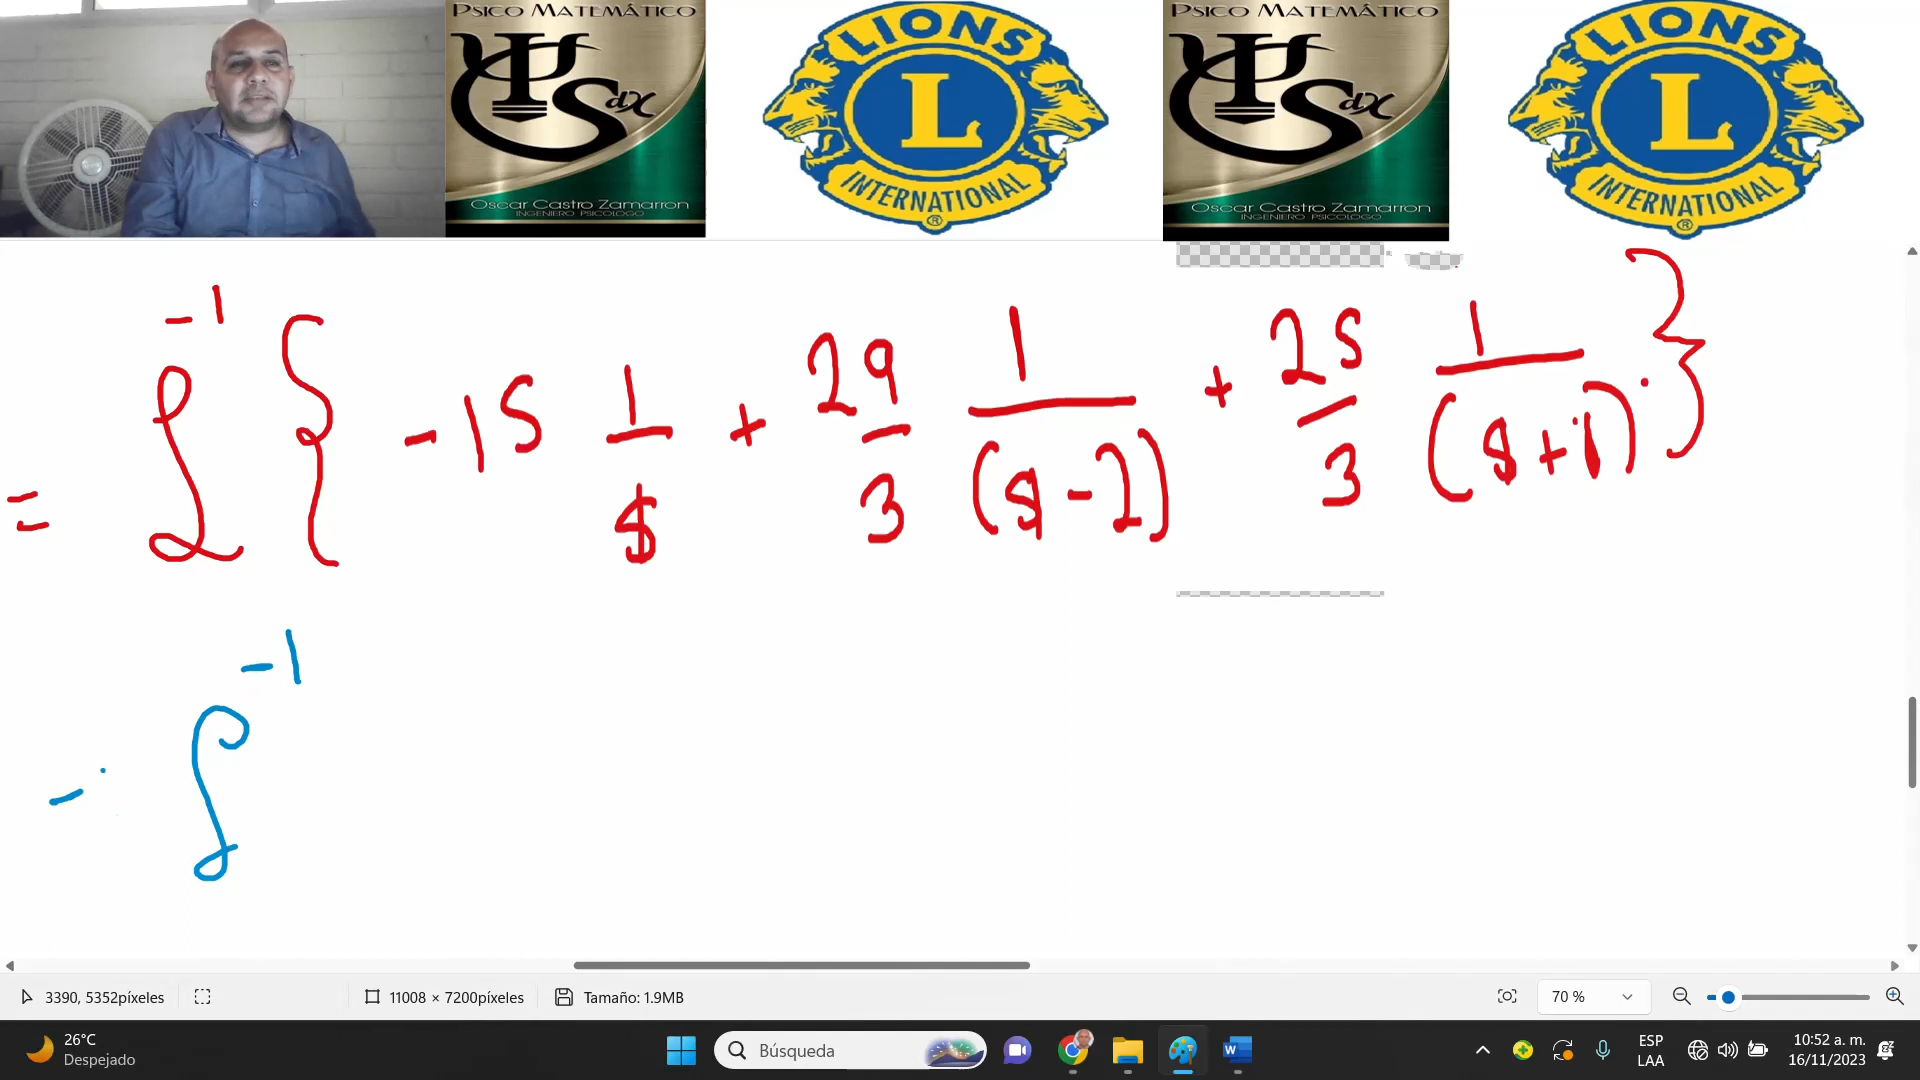 PSICO MATEMÁTICO
dx
Oscar Castro Zamarron
INGENIERO PSICOLOGO
LIONS
L
INTERNATIONAL
®
PSICO MATEMÁTICO
dx
Oscar Castro Zamarron
INGENIERO PSICOLOGO
LIONS
L
INTERNATIONAL
®
= ℒ⁻¹ { -15 1/s + 29/3 1/(s-2) + 25/3 1/(s+1) }
-1
3390, 5352píxeles
11008 × 7200píxeles
Tamaño: 1.9MB
70 %
26°C
Despejado
Búsqueda
ESP
LAA
10:52 a. m.
16/11/2023